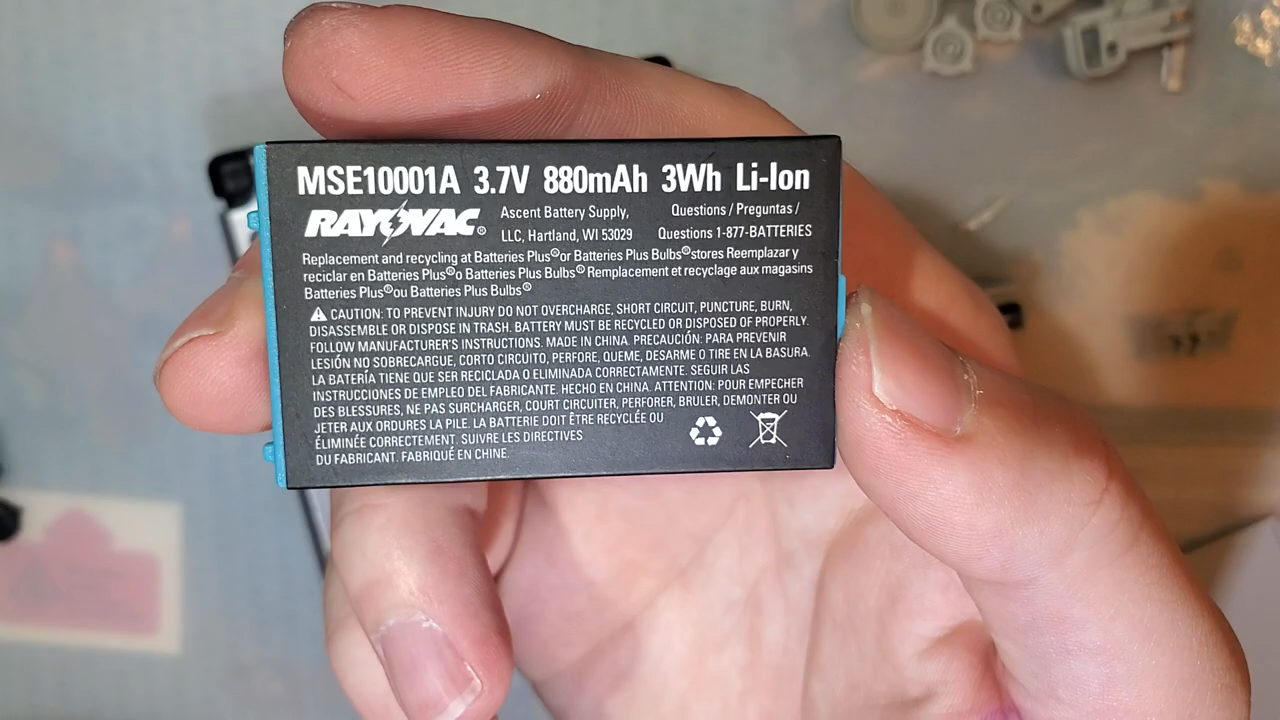 MSE10001A 3.7V 880mAh 3Wh Li-Ion
RAYOVAC® Ascent Battery Supply, Questions / Preguntas /
LLC, Hartland, WI 53029 Questions 1-877-BATTERIES
Replacement and recycling at Batteries Plus® or Batteries Plus Bulbs® stores Reemplazar y
reciclar en Batteries Plus® o Batteries Plus Bulbs® Remplacement et recyclage aux magasins
Batteries Plus® ou Batteries Plus Bulbs®
CAUTION: TO PREVENT INJURY DO NOT OVERCHARGE, SHORT CIRCUIT, PUNCTURE, BURN,
DISASSEMBLE OR DISPOSE IN TRASH. BATTERY MUST BE RECYCLED OR DISPOSED OF PROPERLY.
FOLLOW MANUFACTURER'S INSTRUCTIONS. MADE IN CHINA. PRECAUCIÓN: PARA PREVENIR
LESIÓN NO SOBRECARGUE, CORTO CIRCUITO, PERFORE, QUEME, DESARME O TIRE EN LA BASURA.
LA BATERÍA TIENE QUE SER RECICLADA O ELIMINADA CORRECTAMENTE. SEGUIR LAS
INSTRUCCIONES DE EMPLEO DEL FABRICANTE. HECHO EN CHINA. ATTENTION: POUR EMPECHER
DES BLESSURES, NE PAS SURCHARGER, COURT CIRCUITER, PERFORER, BRULER, DEMONTER OU
JETER AUX ORDURES LA PILE. LA BATTERIE DOIT ÊTRE RECYCLÉE OU
ÉLIMINÉE CORRECTEMENT. SUIVRE LES DIRECTIVES
DU FABRICANT. FABRIQUÉ EN CHINE.